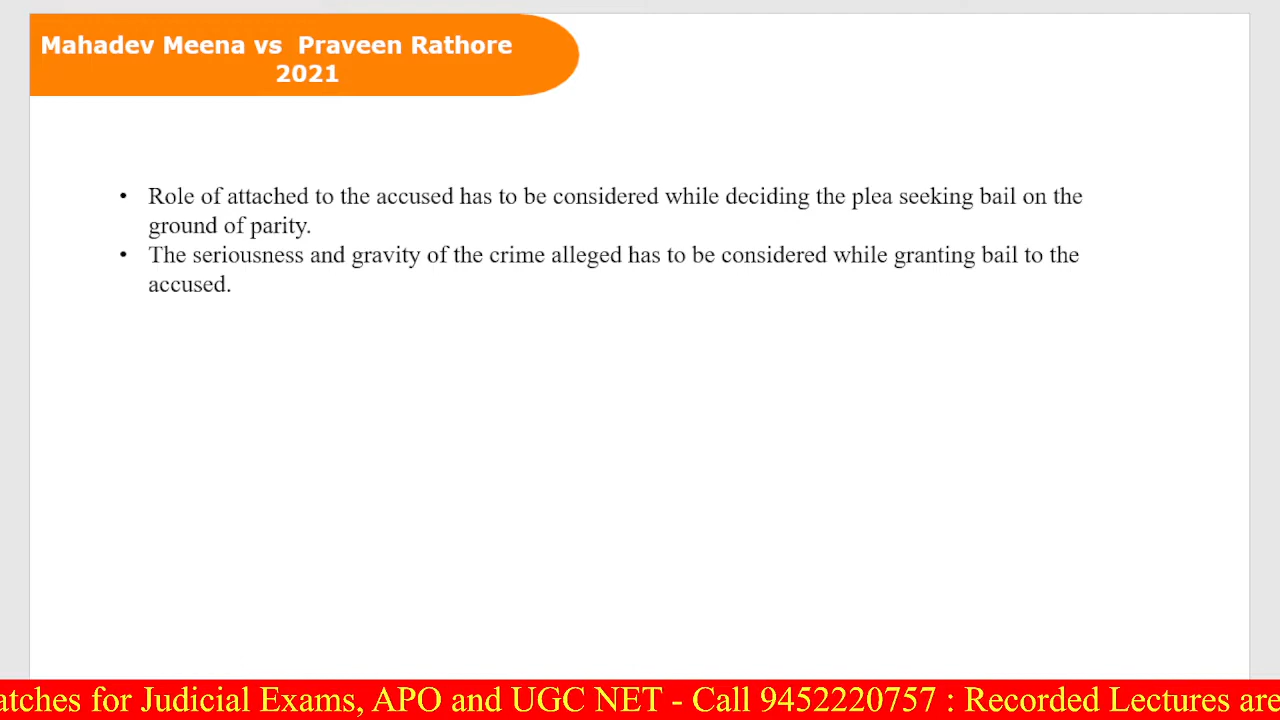 Mahadev Meena vs Praveen Rathore
2021
• Role of attached to the accused has to be considered while deciding the plea seeking bail on the
ground of parity.
• The seriousness and gravity of the crime alleged has to be considered while granting bail to the
accused.
atches for Judicial Exams, APO and UGC NET - Call 9452220757 : Recorded Lectures are